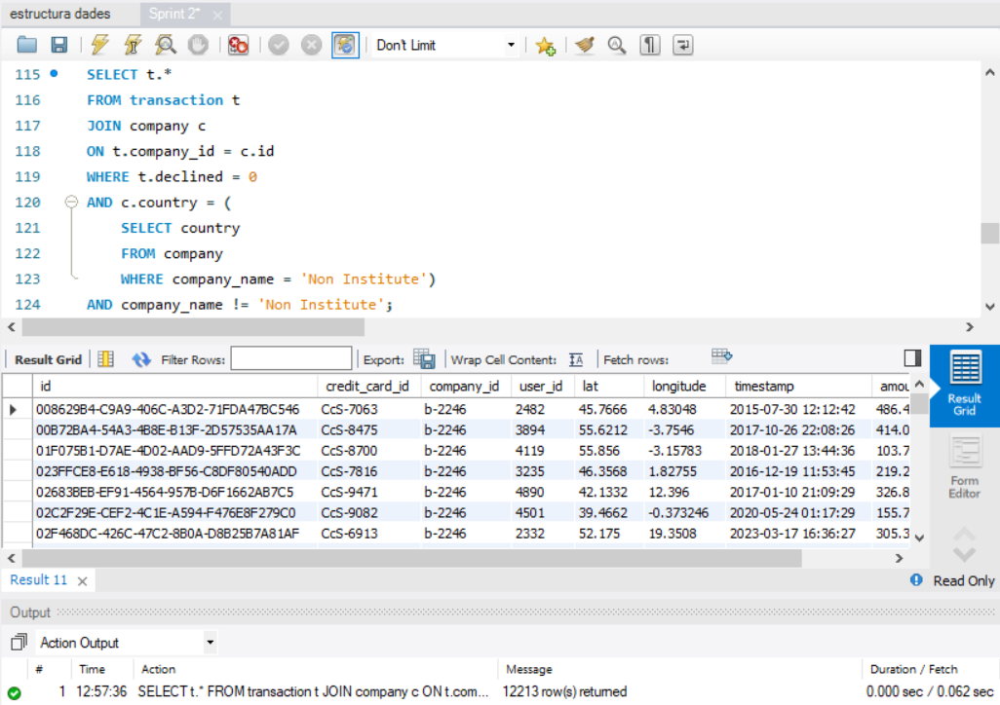 estructura dades
Sprint 2*
Don't Limit
115 SELECT t.*
116 FROM transaction t
117 JOIN company c
118 ON t.company_id = c.id
119 WHERE t.declined = 0
120 AND c.country = (
121 SELECT country
122 FROM company
123 WHERE company_name = 'Non Institute')
124 AND company_name != 'Non Institute';
Result Grid Filter Rows: Export: Wrap Cell Content: Fetch rows:
id credit_card_id company_id user_id lat longitude timestamp amou
008629B4-C9A9-406C-A3D2-71FDA47BC546 CcS-7063 b-2246 2482 45.7666 4.83048 2015-07-30 12:12:42 486.4
00B72BA4-54A3-4B8E-B13F-2D57535AA17A CcS-8475 b-2246 3894 55.6212 -3.7546 2017-10-26 22:08:26 414.0
01F075B1-D7AE-4D02-AAD9-5FFD72A43F3C CcS-8700 b-2246 4119 55.856 -3.15783 2018-01-27 13:44:36 103.7
023FFCE8-E618-4938-BF56-C8DF80540ADD CcS-7816 b-2246 3235 46.3568 1.82755 2016-12-19 11:53:45 219.2
02683BEB-EF91-4564-957B-D6F1662AB7C5 CcS-9471 b-2246 4890 42.1332 12.396 2017-01-10 21:09:29 326.8
02C2F29E-CEF2-4C1E-A594-F476E8F279C0 CcS-9082 b-2246 4501 39.4662 -0.373246 2020-05-24 01:17:29 155.7
02F468DC-426C-47C2-8B0A-D8B25B7A81AF CcS-6913 b-2246 2332 52.175 19.3508 2023-03-17 16:36:27 305.3
Result
Grid
Form
Editor
Result 11
Read Only
Output
Action Output
# Time Action Message Duration / Fetch
1 12:57:36 SELECT t.* FROM transaction t JOIN company c ON t.com... 12213 row(s) returned 0.000 sec / 0.062 sec